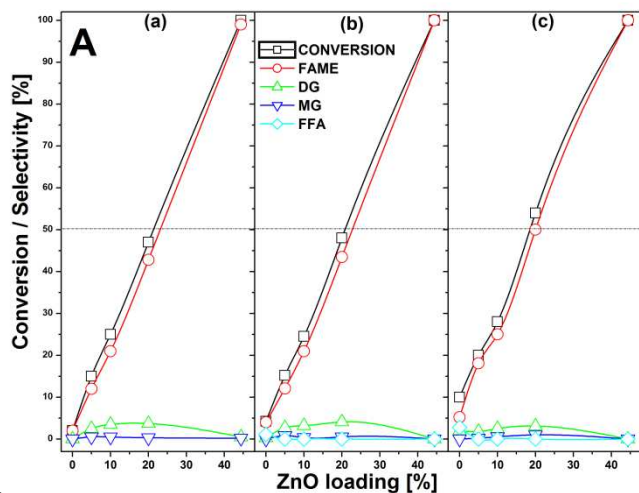 A
(a)
(b)
(c)
CONVERSION
FAME
DG
MG
FFA
Conversion / Selectivity [%]
100
90
80
70
60
50
40
30
20
10
0
0 10 20 30 40
0 10 20 30 40
0 10 20 30 40
ZnO loading [%]